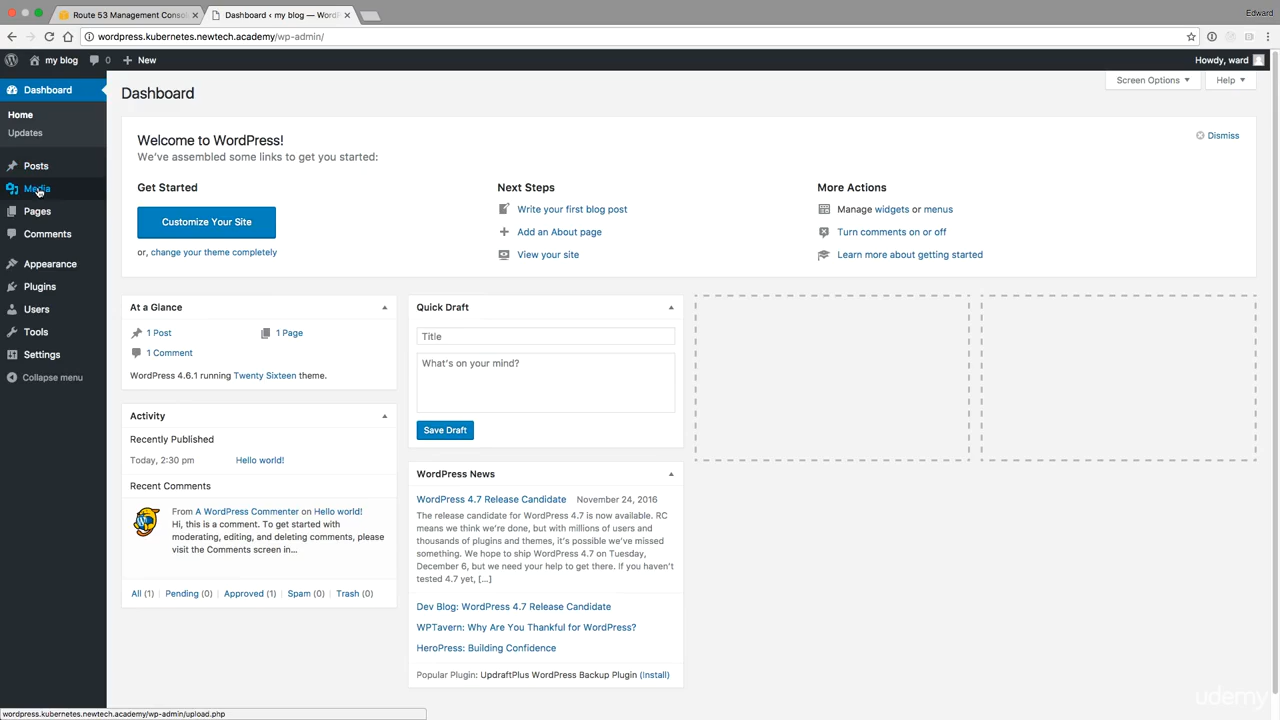 Route 53 Management Consol
Dashboard ‹ my blog — WordP
Edward
wordpress.kubernetes.newtech.academy/wp-admin/
my blog
0
New
Howdy, ward
Dashboard
Home
Updates
Posts
Media
Pages
Comments
Appearance
Plugins
Users
Tools
Settings
Collapse menu
Dashboard
Screen Options
Help
Welcome to WordPress!
We've assembled some links to get you started:
Dismiss
Get Started
Customize Your Site
or, change your theme completely
Next Steps
Write your first blog post
Add an About page
View your site
More Actions
Manage widgets or menus
Turn comments on or off
Learn more about getting started
At a Glance
1 Post
1 Page
1 Comment
WordPress 4.6.1 running Twenty Sixteen theme.
Activity
Recently Published
Today, 2:30 pm
Hello world!
Recent Comments
From A WordPress Commenter on Hello world!
Hi, this is a comment. To get started with
moderating, editing, and deleting comments, please
visit the Comments screen in...
All (1) | Pending (0) | Approved (1) | Spam (0) | Trash (0)
Quick Draft
Title
What's on your mind?
Save Draft
WordPress News
WordPress 4.7 Release Candidate November 24, 2016
The release candidate for WordPress 4.7 is now available. RC
means we think we're done, but with millions of users and
thousands of plugins and themes, it's possible we've missed
something. We hope to ship WordPress 4.7 on Tuesday,
December 6, but we need your help to get there. If you haven't
tested 4.7 yet, [...]
Dev Blog: WordPress 4.7 Release Candidate
WPTavern: Why Are You Thankful for WordPress?
HeroPress: Building Confidence
Popular Plugin: UpdraftPlus WordPress Backup Plugin (Install)
wordpress.kubernetes.newtech.academy/wp-admin/upload.php
udemy